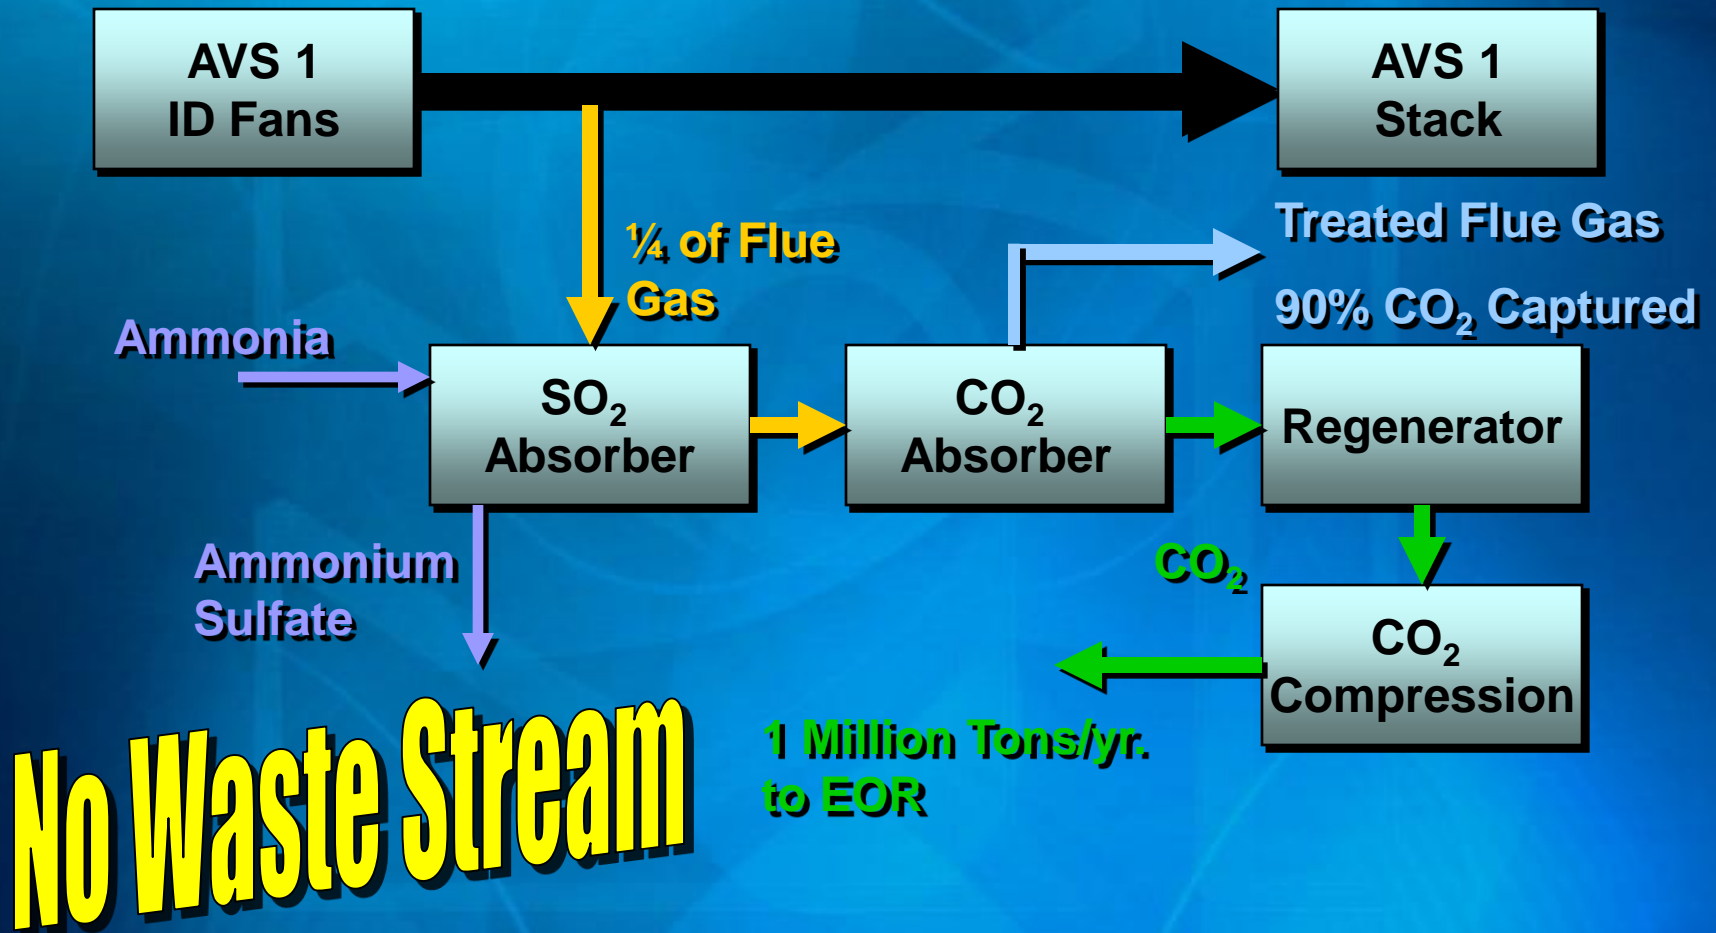 AVS 1
ID Fans
AVS 1
Stack
¼ of Flue
Gas
Treated Flue Gas
90% CO₂ Captured
Ammonia
SO₂
Absorber
CO₂
Absorber
Regenerator
Ammonium
Sulfate
CO₂
CO₂
Compression
1 Million Tons/yr.
to EOR
No Waste Stream